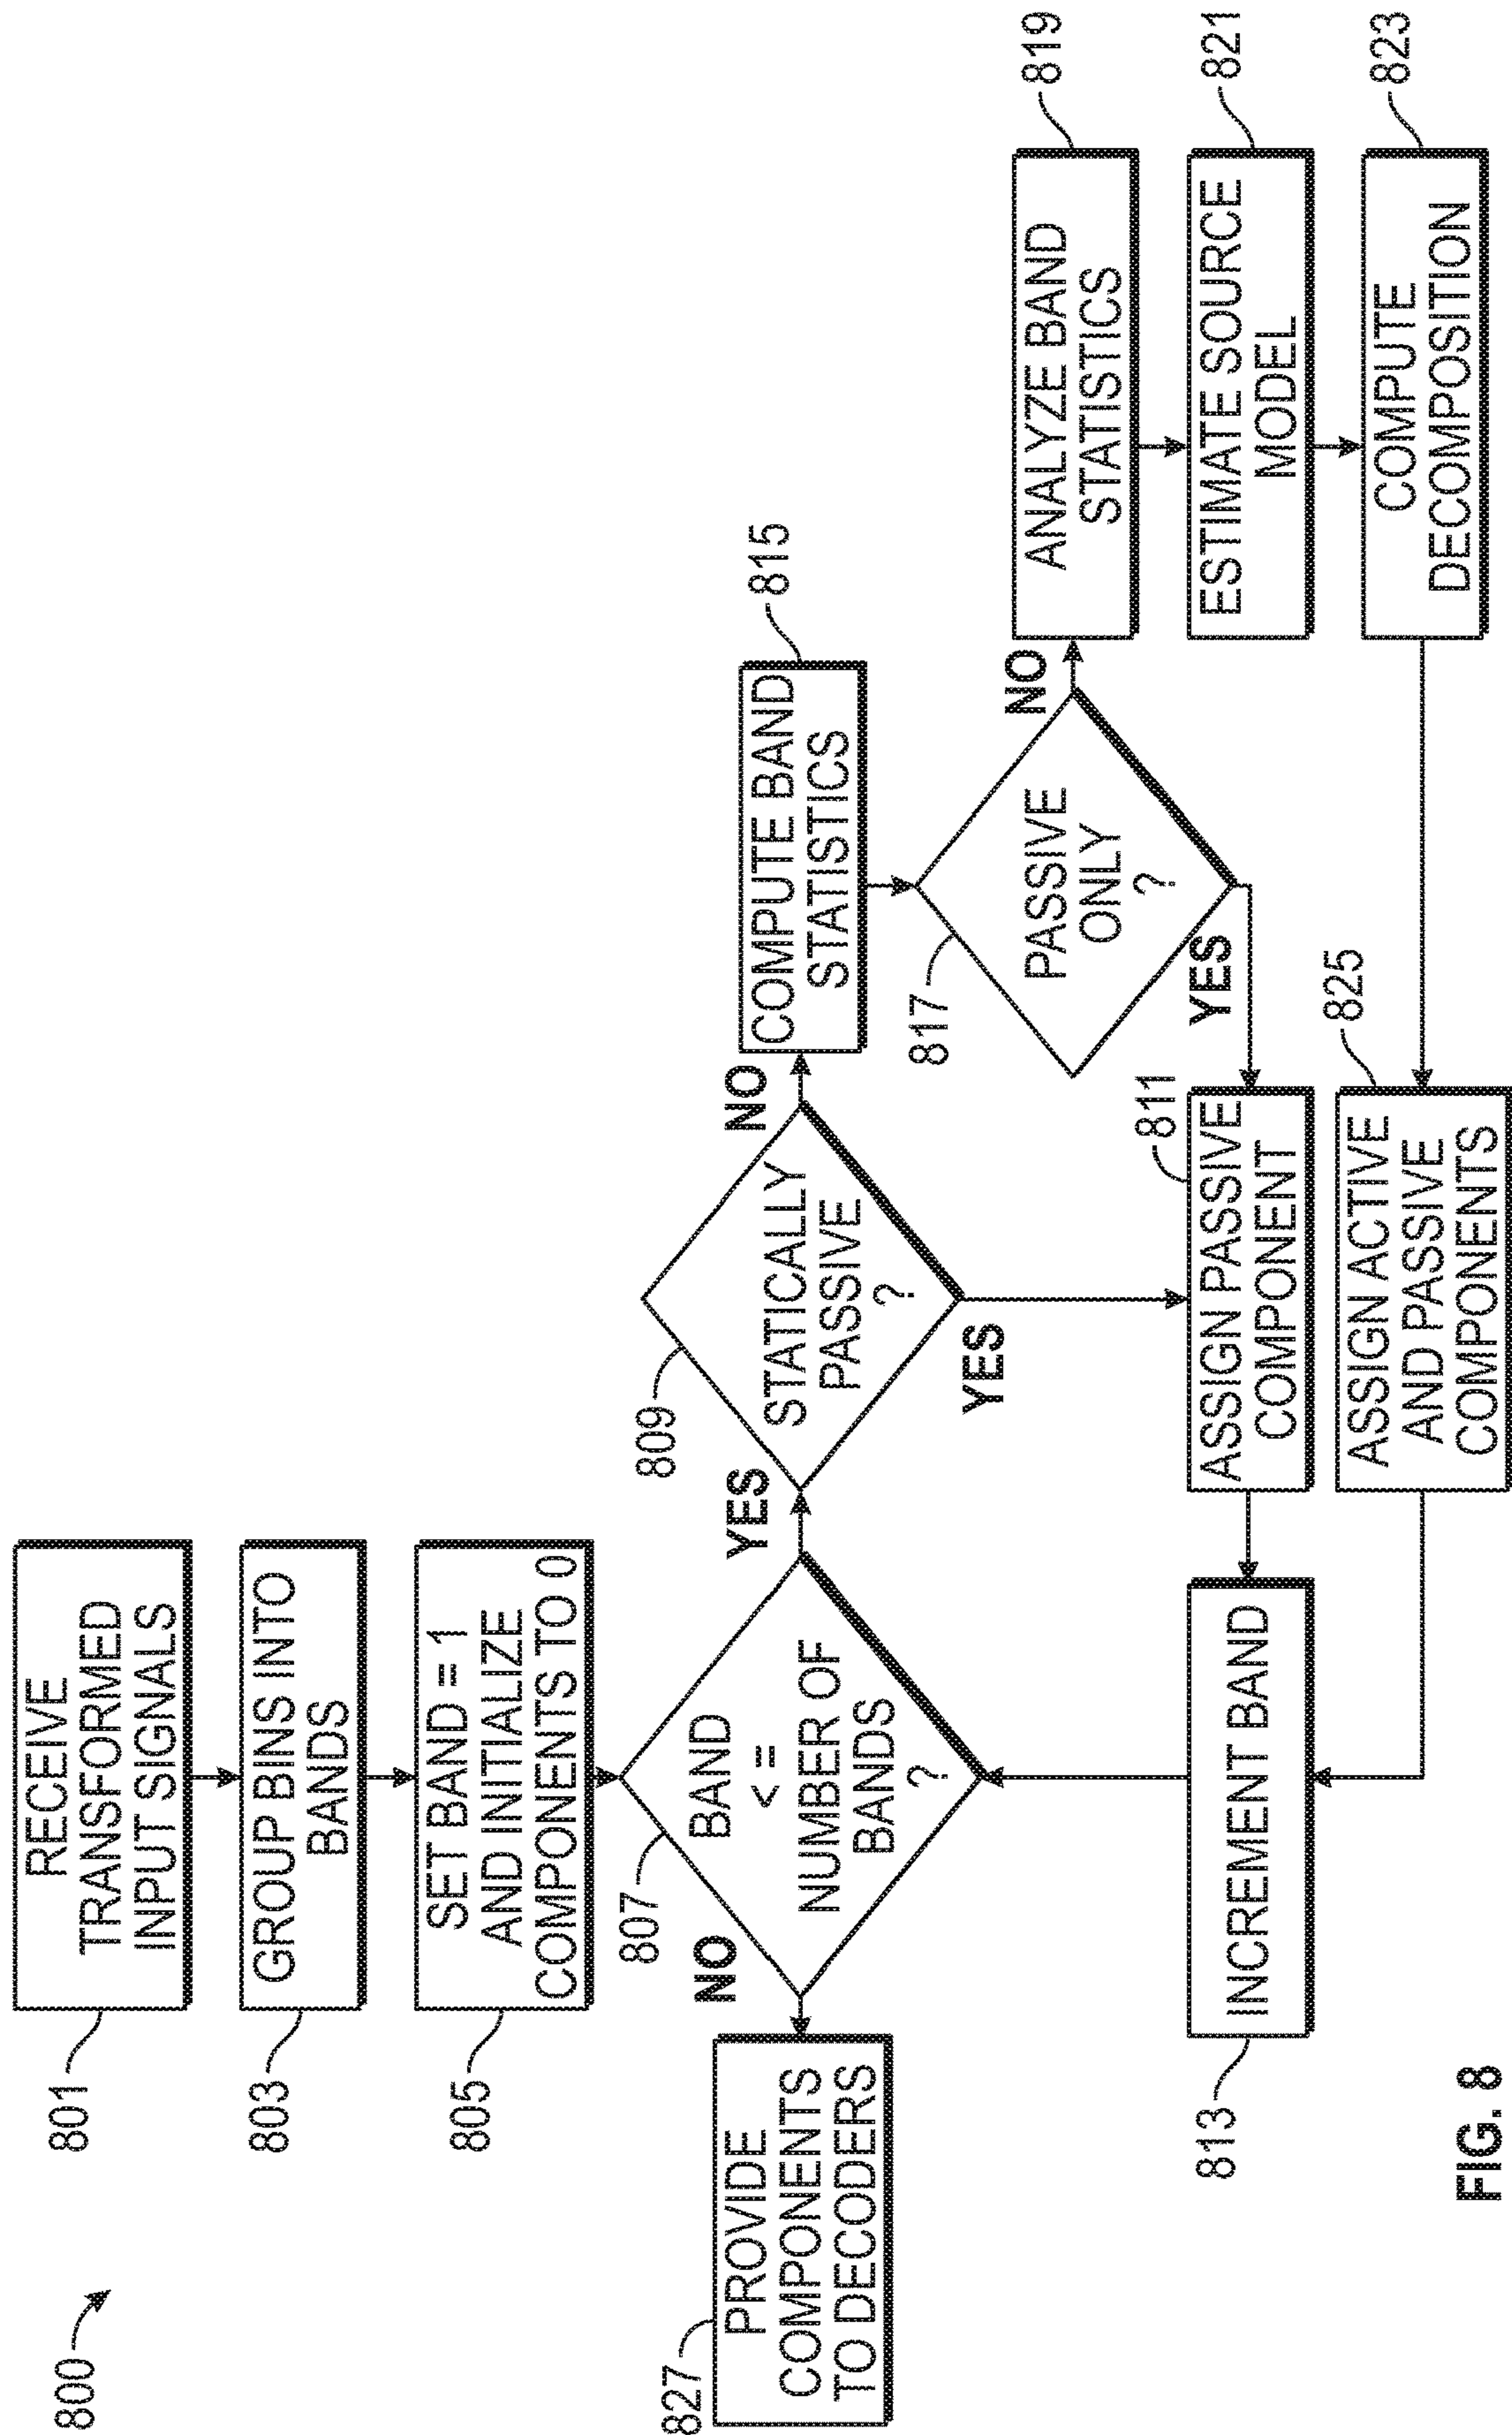 800
801
RECEIVE
TRANSFORMED
INPUT SIGNALS
803
GROUP BINS INTO
BANDS
805
SET BAND = 1
AND INITIALIZE
COMPONENTS TO 0
807
BAND
< =
NUMBER OF
BANDS
?
NO
YES
827
PROVIDE
COMPONENTS
TO DECODERS
809
STATICALLY
PASSIVE
?
NO
YES
815
COMPUTE BAND
STATISTICS
817
PASSIVE
ONLY
?
NO
YES
819
ANALYZE BAND
STATISTICS
821
ESTIMATE SOURCE
MODEL
823
COMPUTE
DECOMPOSITION
811
ASSIGN PASSIVE
COMPONENT
825
ASSIGN ACTIVE
AND PASSIVE
COMPONENTS
813
INCREMENT BAND
FIG. 8